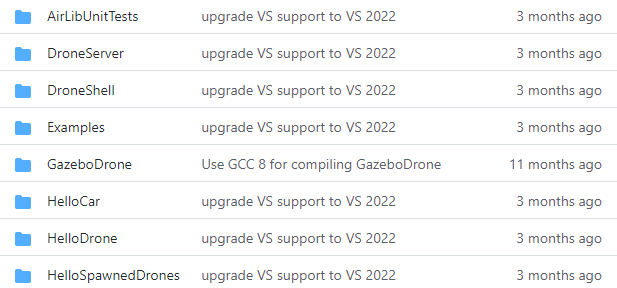 AirLibUnitTests upgrade VS support to VS 2022 3 months ago
DroneServer upgrade VS support to VS 2022 3 months ago
DroneShell upgrade VS support to VS 2022 3 months ago
Examples upgrade VS support to VS 2022 3 months ago
GazeboDrone Use GCC 8 for compiling GazeboDrone 11 months ago
HelloCar upgrade VS support to VS 2022 3 months ago
HelloDrone upgrade VS support to VS 2022 3 months ago
HelloSpawnedDrones upgrade VS support to VS 2022 3 months ago